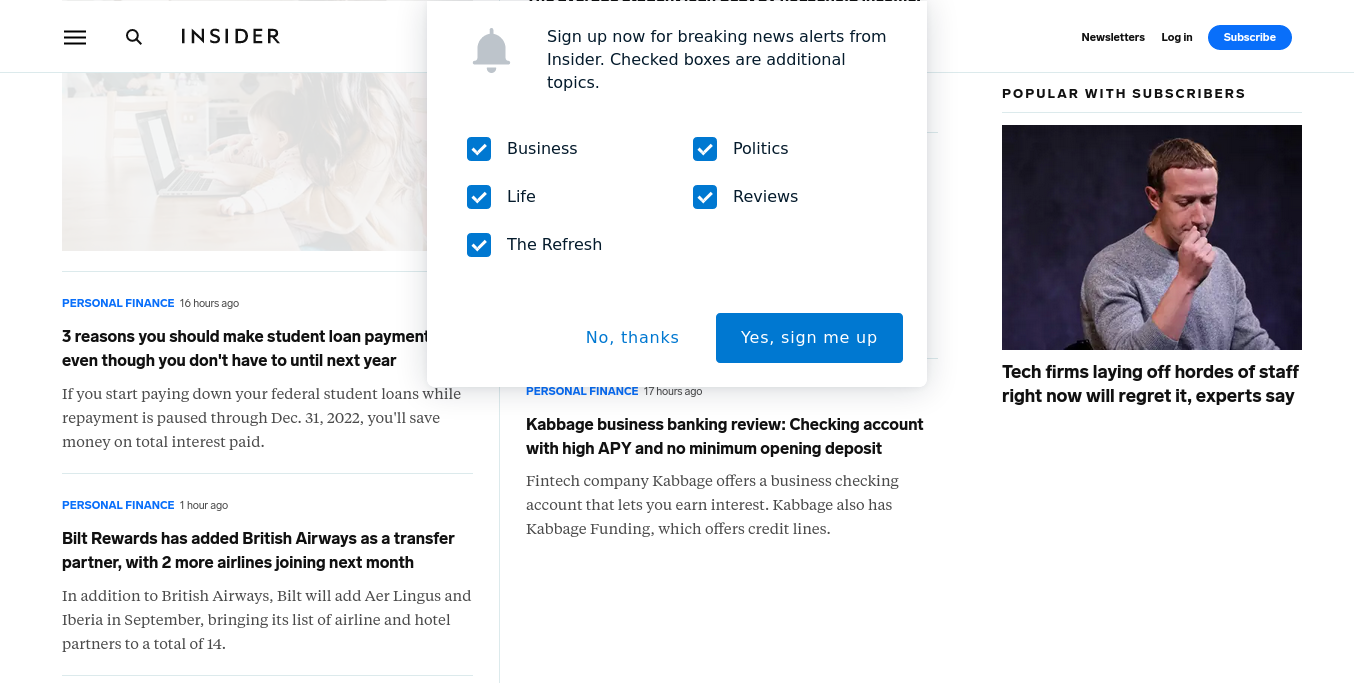 INSIDER
Newsletters
Log in
Subscribe
Sign up now for breaking news alerts from
Insider. Checked boxes are additional
topics.
Business
Politics
Life
Reviews
The Refresh
No, thanks
Yes, sign me up
PERSONAL FINANCE 16 hours ago
3 reasons you should make student loan payment
even though you don't have to until next year
If you start paying down your federal student loans while
repayment is paused through Dec. 31, 2022, you'll save
money on total interest paid.
PERSONAL FINANCE 1 hour ago
Bilt Rewards has added British Airways as a transfer
partner, with 2 more airlines joining next month
In addition to British Airways, Bilt will add Aer Lingus and
Iberia in September, bringing its list of airline and hotel
partners to a total of 14.
PERSONAL FINANCE 17 hours ago
Kabbage business banking review: Checking account
with high APY and no minimum opening deposit
Fintech company Kabbage offers a business checking
account that lets you earn interest. Kabbage also has
Kabbage Funding, which offers credit lines.
POPULAR WITH SUBSCRIBERS
Tech firms laying off hordes of staff
right now will regret it, experts say